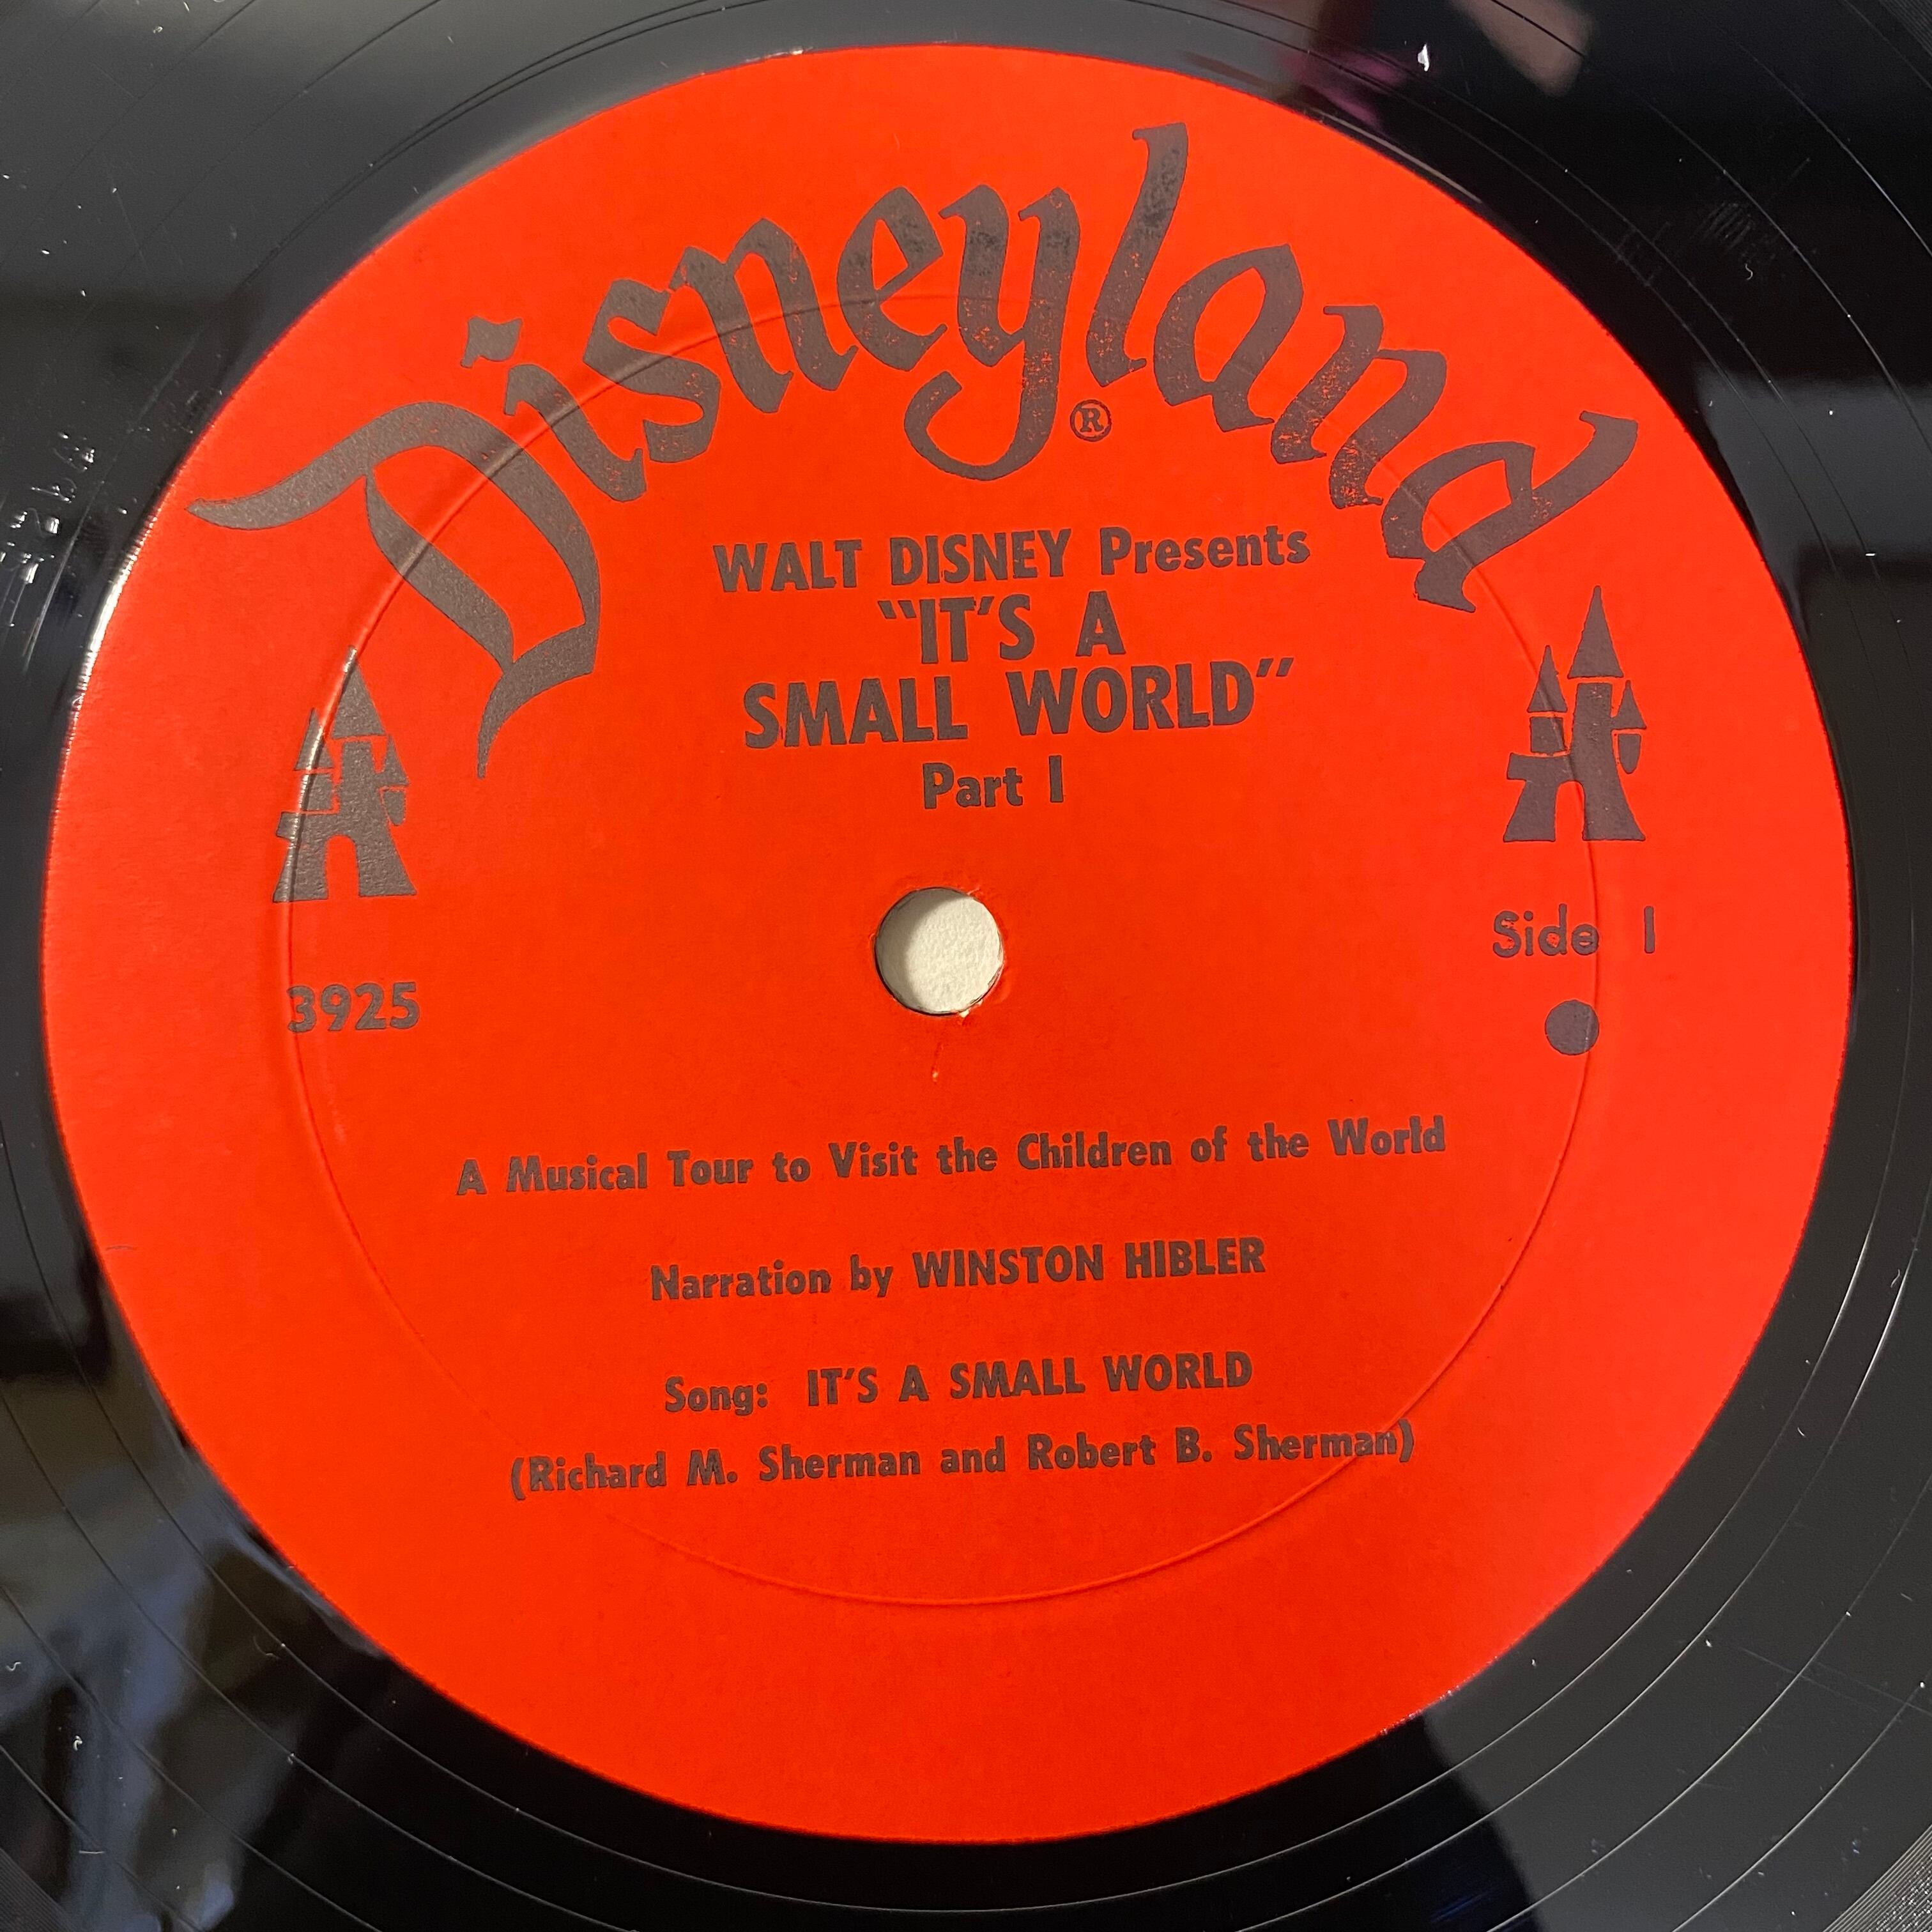 Disneyland
®
WALT DISNEY Presents
"IT'S A
SMALL WORLD"
Part I
Side I
3925
A Musical Tour to Visit the Children of the World
Narration by WINSTON HIBLER
Song: IT'S A SMALL WORLD
(Richard M. Sherman and Robert B. Sherman)